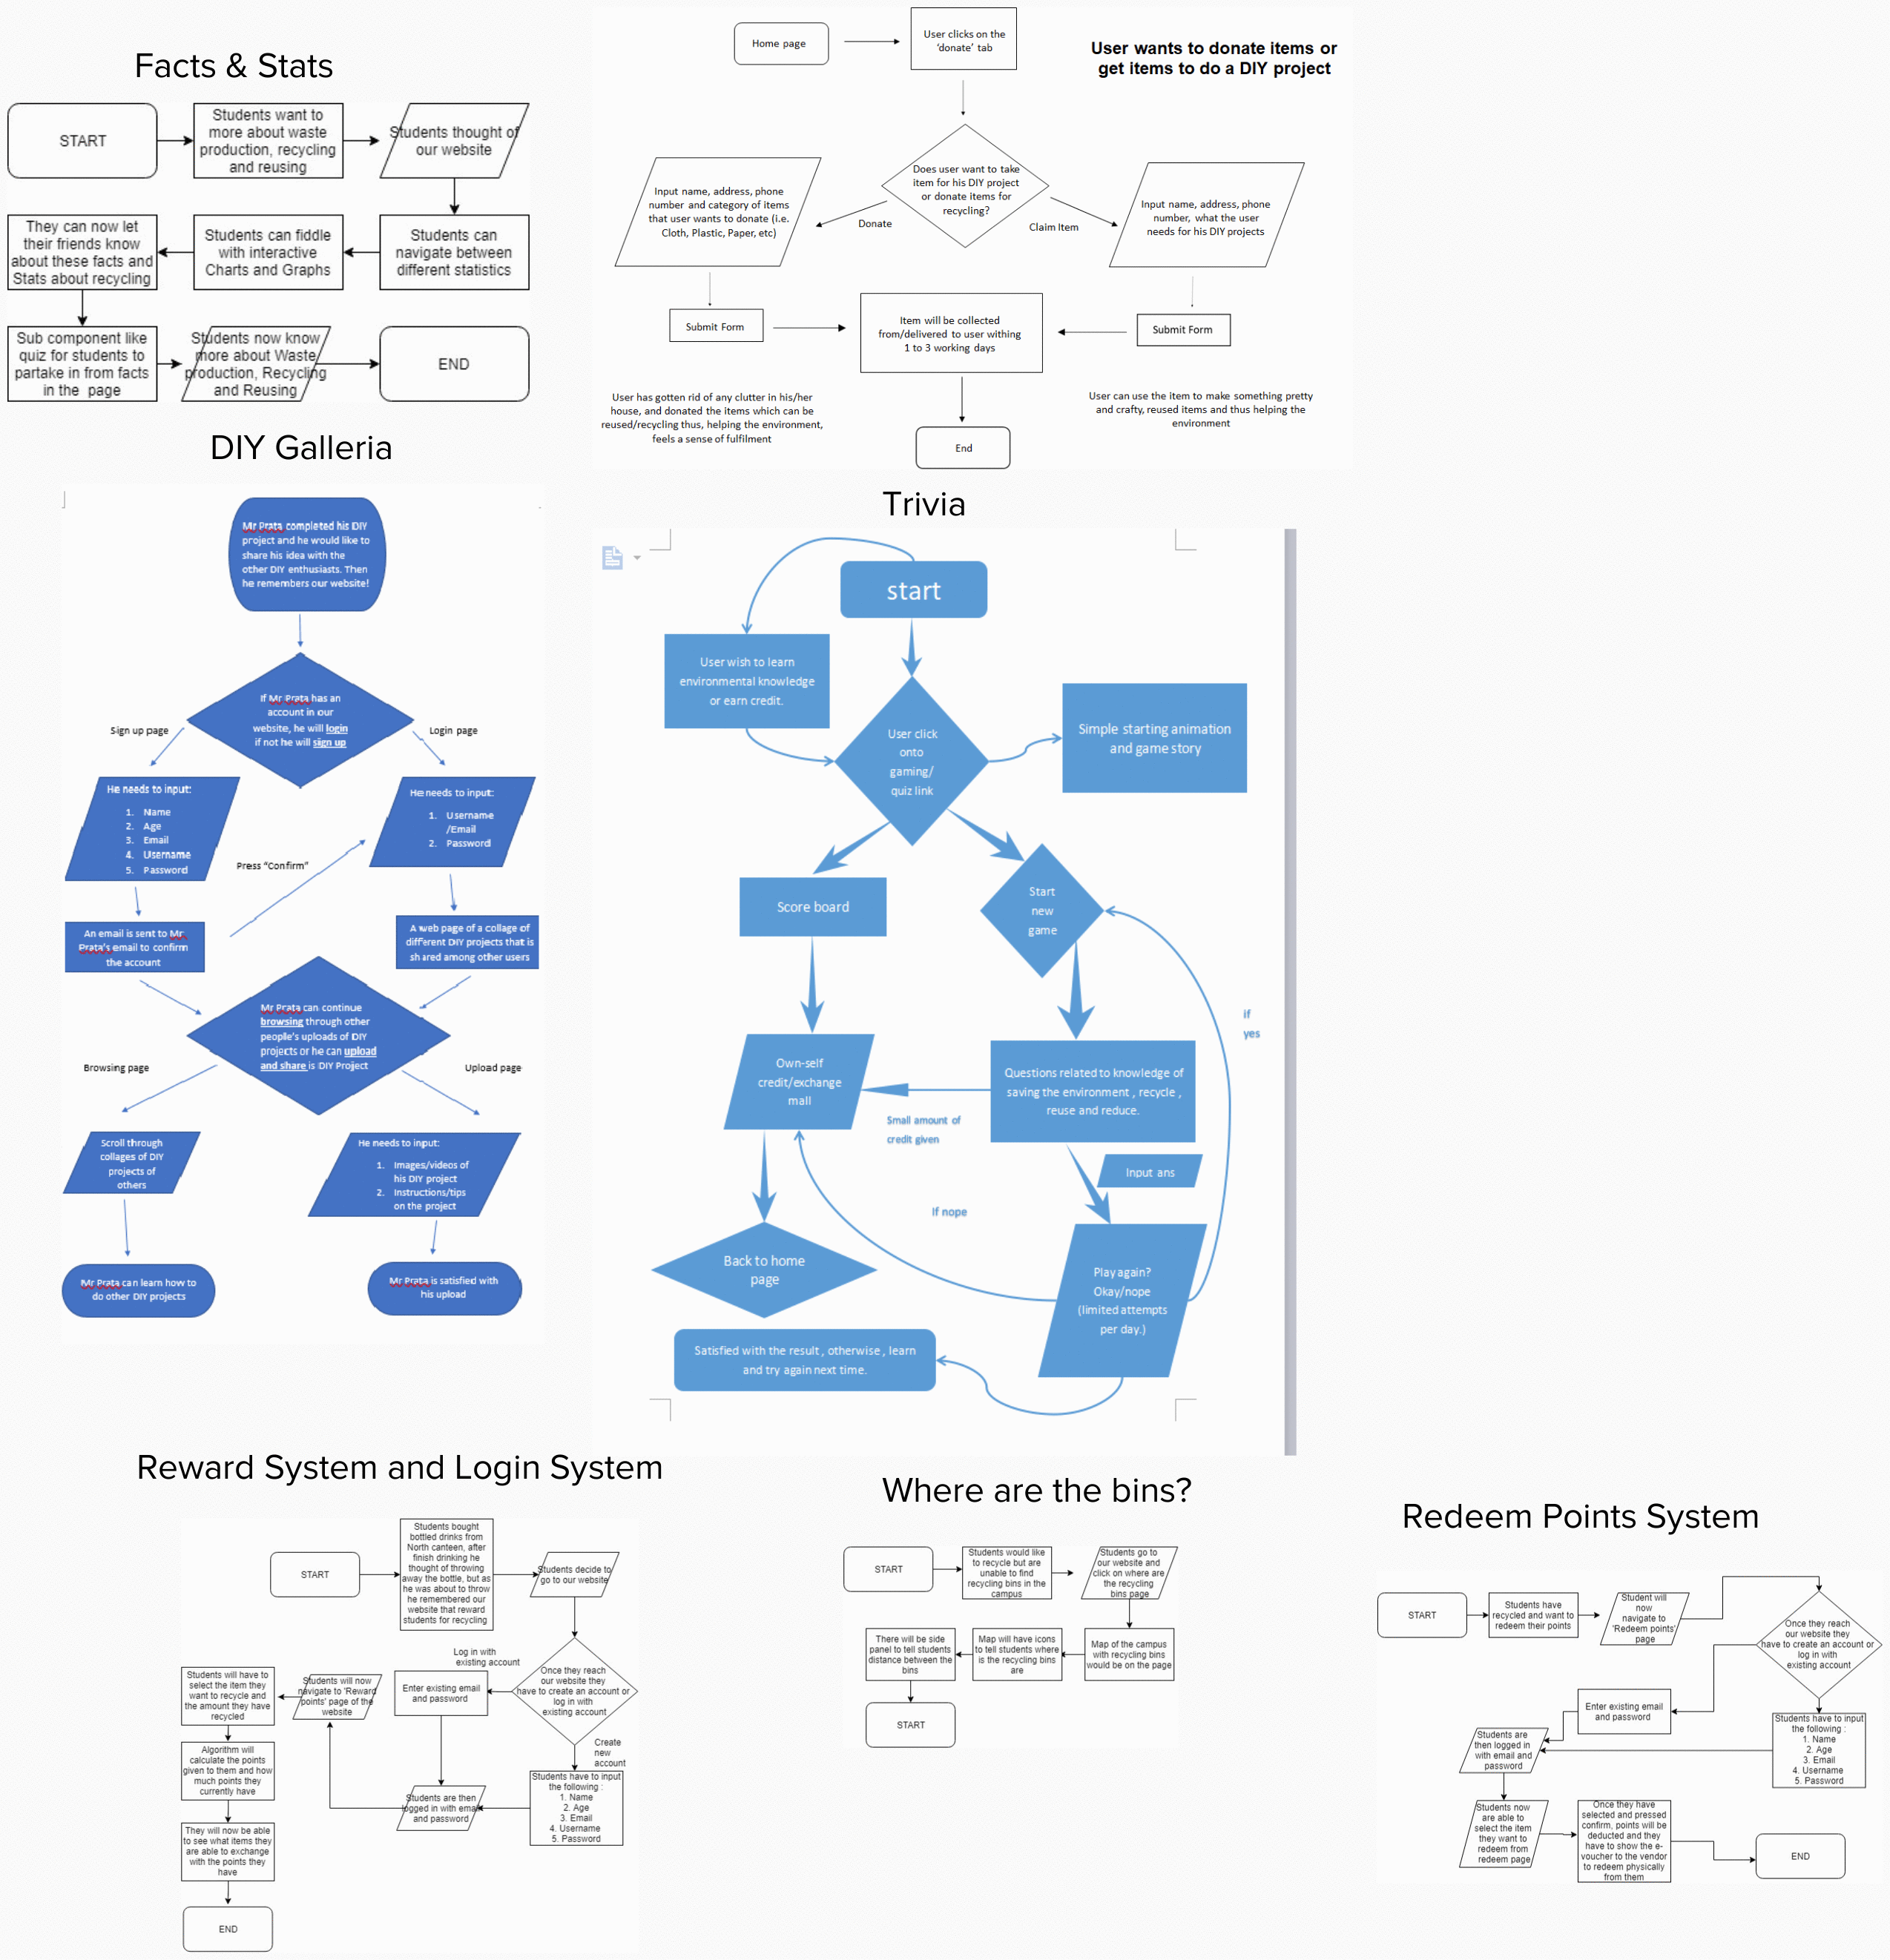 Facts & Stats
START
Students want to
more about waste
production, recycling
and reusing
Students thought of
our website
Students can
navigate between
different statistics
Students can fiddle
with interactive
Charts and Graphs
They can now let
their friends know
about these facts and
Stats about recycling
Sub component like
quiz for students to
partake in from facts
in the page
Students now know
more about Waste
production, Recycling
and Reusing
END
User wants to donate items or
get items to do a DIY project
Home page
User clicks on the
'donate' tab
Does user want to take
item for his DIY project
or donate items for
recycling?
Donate
Claim Item
Input name, address, phone
number and category of items
that user wants to donate (i.e.
Cloth, Plastic, Paper, etc)
Input name, address, phone
number, what the user
needs for his DIY projects
Submit Form
Item will be collected
from/delivered to user withing
1 to 3 working days
Submit Form
User has gotten rid of any clutter in his/her
house, and donated the items which can be
reused/recycling thus, helping the environment,
feels a sense of fulfilment
User can use the item to make something pretty
and crafty, reused items and thus helping the
environment
End
DIY Galleria
Mr Prata completed his DIY
project and he would like to
share his idea with the
other DIY enthusiasts. Then
he remembers our website!
If Mr Prata has an
account in our
website, he will login
if not he will sign up
Sign up page
Login page
He needs to input:
1. Name
2. Age
3. Email
4. Username
5. Password
He needs to input:
1. Username
/Email
2. Password
Press "Confirm"
An email is sent to Mr
Prata's email to confirm
the account
A web page of a collage of
different DIY projects that is
shared among other users
Mr Prata can continue
browsing through other
people's uploads of DIY
projects or he can upload
and share is DIY Project
Browsing page
Upload page
Scroll through
collages of DIY
projects of
others
He needs to input:
1. Images/videos of
his DIY project
2. Instructions/tips
on the project
Mr Prata can learn how to
do other DIY projects
Mr Prata is satisfied with
his upload
Trivia
start
User wish to learn
environmental knowledge
or earn credit.
User click
onto
gaming/
quiz link
Simple starting animation
and game story
Score board
Start
new
game
if
yes
Own-self
credit/exchange
mall
Questions related to knowledge of
saving the environment , recycle ,
reuse and reduce.
Small amount of
credit given
Input ans
If nope
Back to home
page
Play again?
Okay/nope
(limited attempts
per day.)
Satisfied with the result , otherwise , learn
and try again next time.
Reward System and Login System
START
Students bought
bottled drinks from
North canteen, after
finish drinking he
thought of throwing
away the bottle, but as
he was about to throw
he remembered our
website that reward
students for recycling
Students decide to
go to our website
Once they reach
our website they
have to create an account or
log in with
existing account
Log in with
existing account
Enter existing email
and password
Create
new
account
Students have to input
the following :
1. Name
2. Age
3. Email
4. Username
5. Password
Students are then
logged in with email
and password
Students will now
navigate to 'Reward
points' page of the
website
Students will have to
select the item they
want to recycle and
the amount they have
recycled
Algorithm will
calculate the points
given to them and how
much points they
currently have
They will now be able
to see what items they
are able to exchange
with the points they
have
END
Where are the bins?
START
Students would like
to recycle but are
unable to find
recycling bins in the
campus
Students go to
our website and
click on where are
the recycling
bins page
Map of the campus
with recycling bins
would be on the page
Map will have icons
to tell students where
is the recycling bins
are
There will be side
panel to tell students
distance between the
bins
START
Redeem Points System
START
Students have
recycled and want to
redeem their points
Student will
now
navigate to
'Redeem points'
page
Once they reach
our website they
have to create an account or
log in with
existing account
Enter existing email
and password
Students have to input
the following :
1. Name
2. Age
3. Email
4. Username
5. Password
Students are
then logged in
with email and
password
Students now
are able to
select the item
they want to
redeem from
redeem page
Once they have
selected and pressed
confirm, points will be
deducted and they
have to show the e-
voucher to the vendor
to redeem physically
from them
END